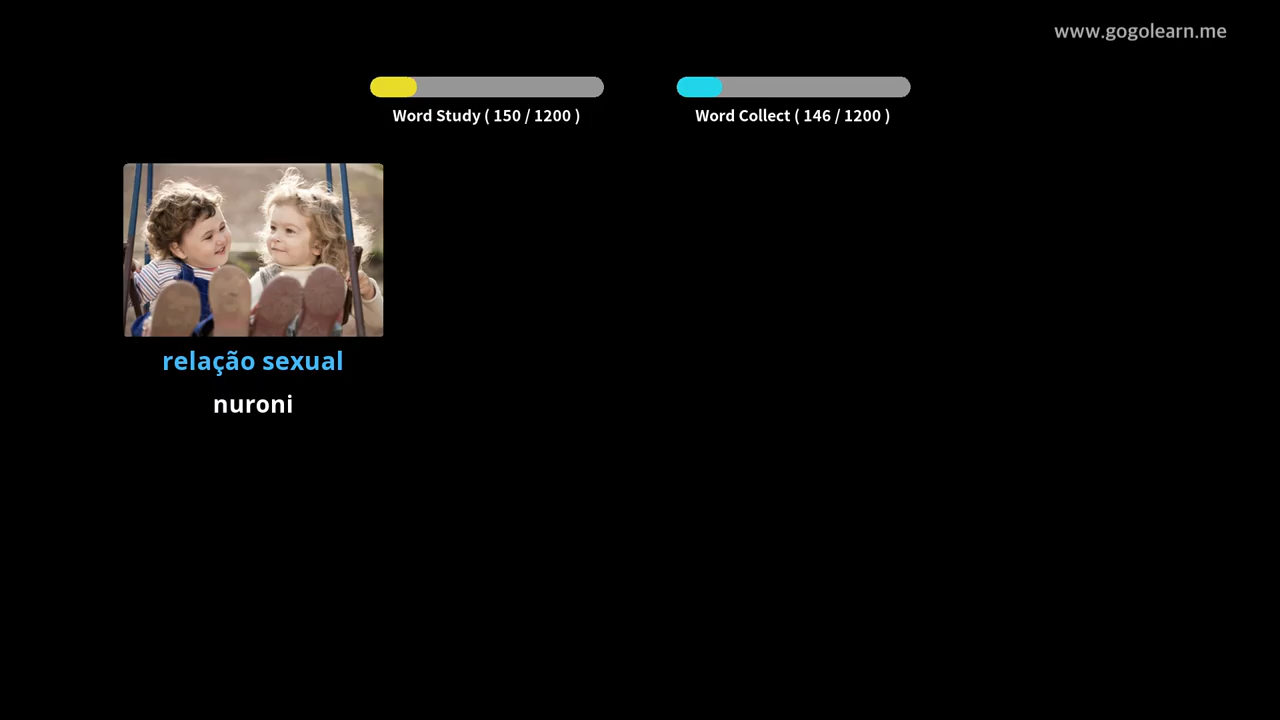 www.gogolearn.me
Word Study ( 150 / 1200 )
Word Collect ( 146 / 1200 )
relação sexual
nuroni